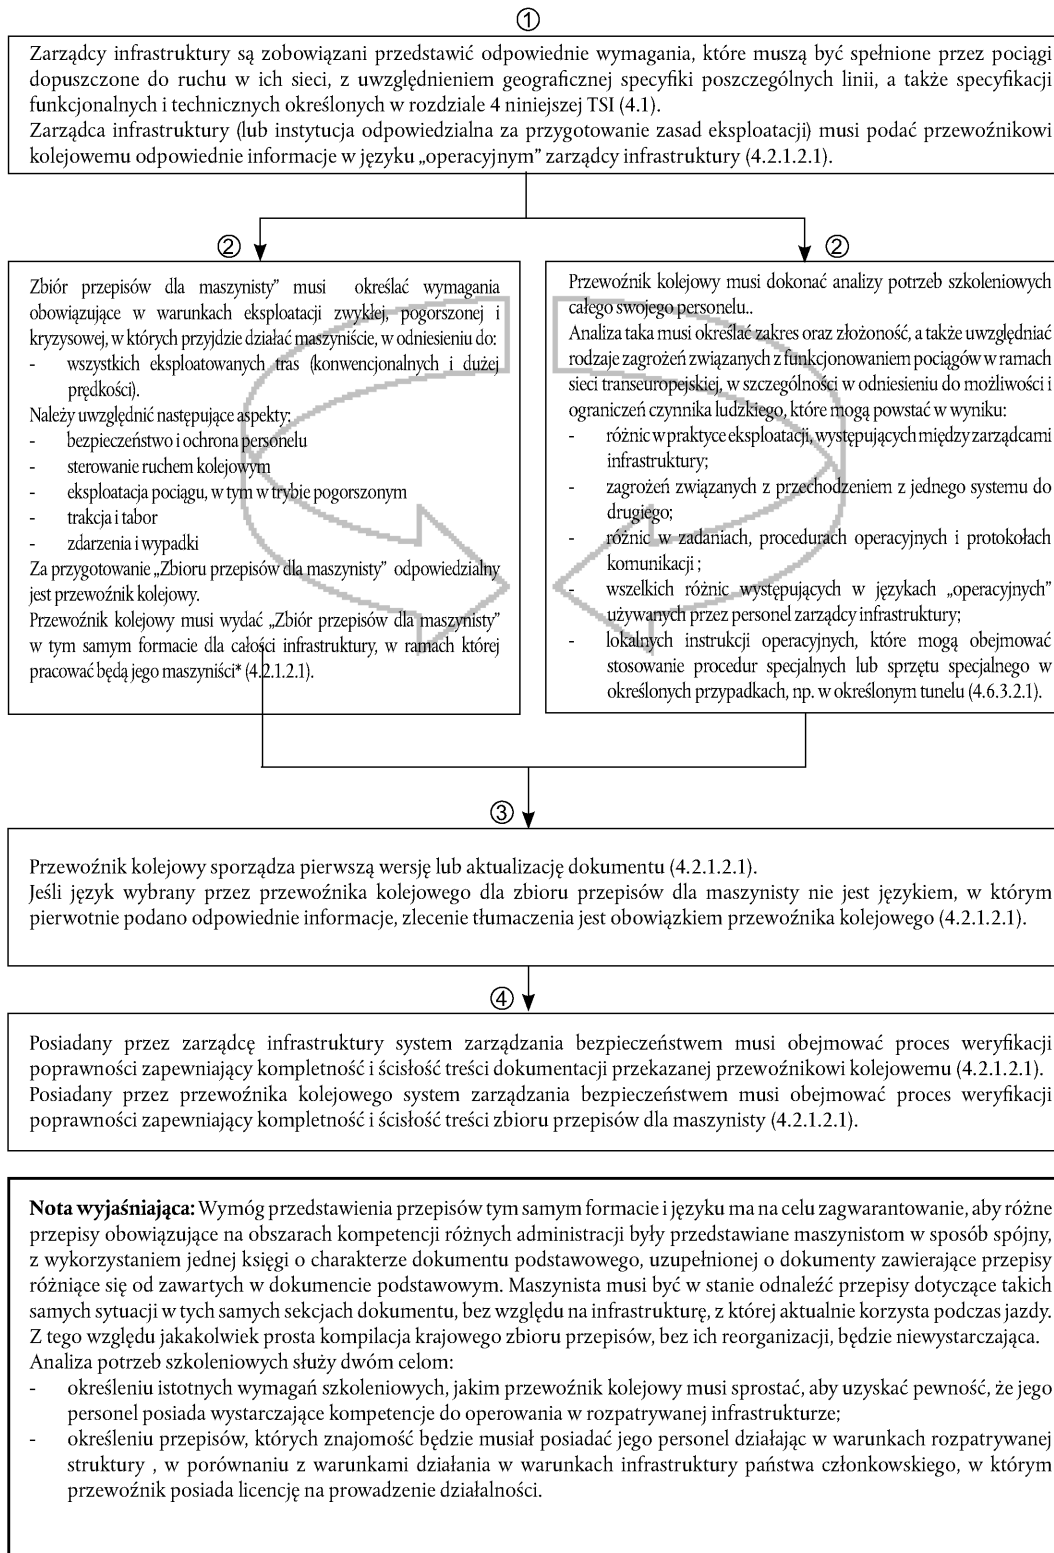 ①
Zarządcy infrastruktury są zobowiązani przedstawić odpowiednie wymagania, które muszą być spełnione przez pociągi
dopuszczone do ruchu w ich sieci, z uwzględnieniem geograficznej specyfiki poszczególnych linii, a także specyfikacji
funkcjonalnych i technicznych określonych w rozdziale 4 niniejszej TSI (4.1).
Zarządca infrastruktury (lub instytucja odpowiedzialna za przygotowanie zasad eksploatacji) musi podać przewoźnikowi
kolejowemu odpowiednie informacje w języku „operacyjnym” zarządcy infrastruktury (4.2.1.2.1).
②
Zbiór przepisów dla maszynisty” musi określać wymagania
obowiązujące w warunkach eksploatacji zwykłej, pogorszonej i
kryzysowej, w których przyjdzie działać maszyniście, w odniesieniu do:
- wszystkich eksploatowanych tras (konwencjonalnych i dużej
prędkości).
Należy uwzględnić następujące aspekty:
- bezpieczeństwo i ochrona personelu
- sterowanie ruchem kolejowym
- eksploatacja pociągu, w tym w trybie pogorszonym
- trakcja i tabor
- zdarzenia i wypadki
Za przygotowanie „Zbioru przepisów dla maszynisty” odpowiedzialny
jest przewoźnik kolejowy.
Przewoźnik kolejowy musi wydać „Zbiór przepisów dla maszynisty”
w tym samym formacie dla całości infrastruktury, w ramach której
pracować będą jego maszyniści* (4.2.1.2.1).
②
Przewoźnik kolejowy musi dokonać analizy potrzeb szkoleniowych
całego swojego personelu..
Analiza taka musi określać zakres oraz złożoność, a także uwzględniać
rodzaje zagrożeń związanych z funkcjonowaniem pociągów w ramach
sieci transeuropejskiej, w szczególności w odniesieniu do możliwości i
ograniczeń czynnika ludzkiego, które mogą powstać w wyniku:
- różnic w praktyce eksploatacji, występujących między zarządcami
infrastruktury;
- zagrożeń związanych z przechodzeniem z jednego systemu do
drugiego;
- różnic w zadaniach, procedurach operacyjnych i protokołach
komunikacji ;
- wszelkich różnic występujących w językach „operacyjnych”
używanych przez personel zarządcy infrastruktury;
- lokalnych instrukcji operacyjnych, które mogą obejmować
stosowanie procedur specjalnych lub sprzętu specjalnego w
określonych przypadkach, np. w określonym tunelu (4.6.3.2.1).
③
Przewoźnik kolejowy sporządza pierwszą wersję lub aktualizację dokumentu (4.2.1.2.1).
Jeśli język wybrany przez przewoźnika kolejowego dla zbioru przepisów dla maszynisty nie jest językiem, w którym
pierwotnie podano odpowiednie informacje, zlecenie tłumaczenia jest obowiązkiem przewoźnika kolejowego (4.2.1.2.1).
④
Posiadany przez zarządcę infrastruktury system zarządzania bezpieczeństwem musi obejmować proces weryfikacji
poprawności zapewniający kompletność i ścisłość treści dokumentacji przekazanej przewoźnikowi kolejowemu (4.2.1.2.1).
Posiadany przez przewoźnika kolejowego system zarządzania bezpieczeństwem musi obejmować proces weryfikacji
poprawności zapewniający kompletność i ścisłość treści zbioru przepisów dla maszynisty (4.2.1.2.1).
Nota wyjaśniająca: Wymóg przedstawienia przepisów tym samym formacie i języku ma na celu zagwarantowanie, aby różne
przepisy obowiązujące na obszarach kompetencji różnych administracji były przedstawiane maszynistom w sposób spójny,
z wykorzystaniem jednej księgi o charakterze dokumentu podstawowego, uzupełnionej o dokumenty zawierające przepisy
różniące się od zawartych w dokumencie podstawowym. Maszynista musi być w stanie odnaleźć przepisy dotyczące takich
samych sytuacji w tych samych sekcjach dokumentu, bez względu na infrastrukturę, z której aktualnie korzysta podczas jazdy.
Z tego względu jakakolwiek prosta kompilacja krajowego zbioru przepisów, bez ich reorganizacji, będzie niewystarczająca.
Analiza potrzeb szkoleniowych służy dwóm celom:
- określeniu istotnych wymagań szkoleniowych, jakim przewoźnik kolejowy musi sprostać, aby uzyskać pewność, że jego
personel posiada wystarczające kompetencje do operowania w rozpatrywanej infrastrukturze;
- określeniu przepisów, których znajomość będzie musiał posiadać jego personel działając w warunkach rozpatrywanej
struktury , w porównaniu z warunkami działania w warunkach infrastruktury państwa członkowskiego, w którym
przewoźnik posiada licencję na prowadzenie działalności.